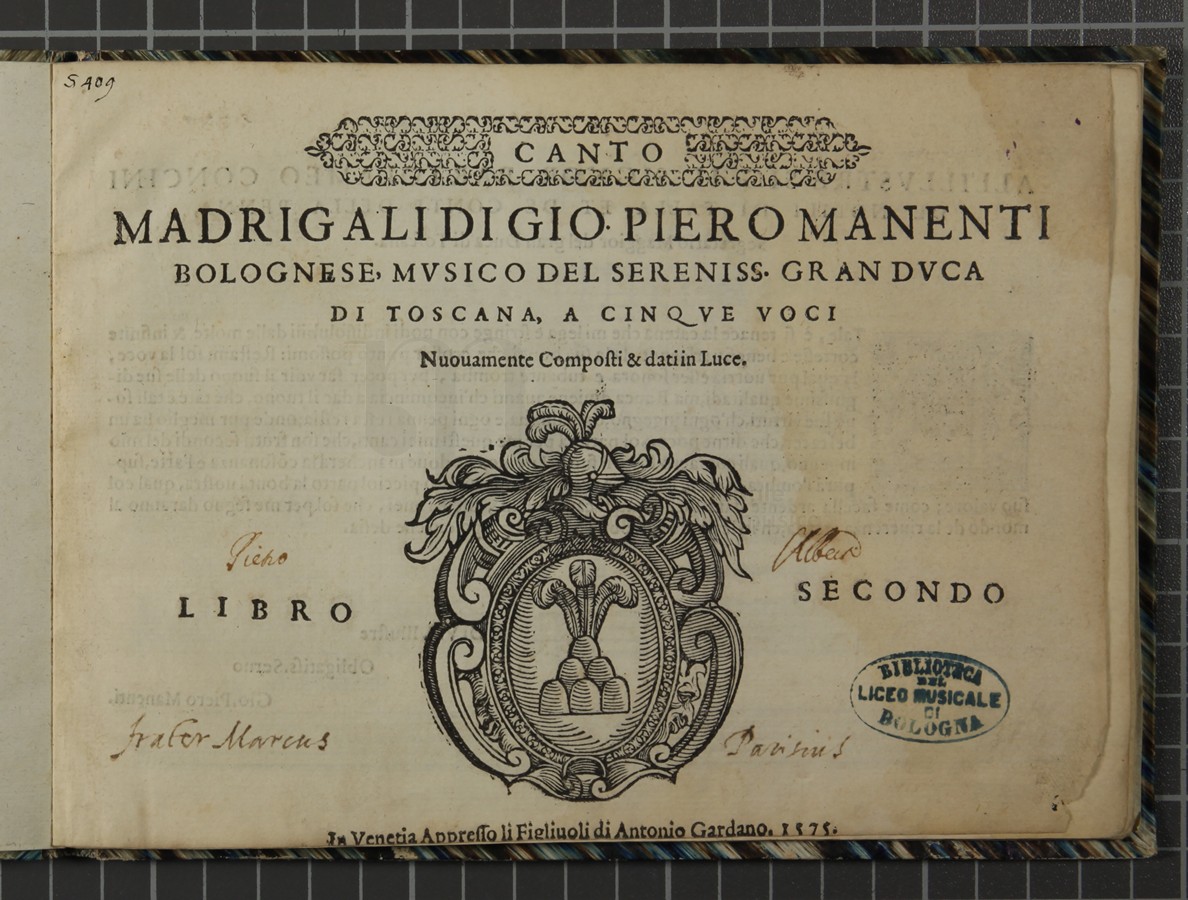 S 409
CANTO
MADRIGALI DI GIO. PIERO MANENTI
BOLOGNESE, MVSICO DEL SERENISS. GRAN DVCA
DI TOSCANA, A CINQVE VOCI
Nuouamente Composti & dati in Luce.
Piero
LIBRO
SECONDO
BIBLIOTECA
DEL
LICEO MUSICALE
DI
BOLOGNA
frater Marcus
Parisius
In Venetia Appresso li Figliuoli di Antonio Gardano. 1575.